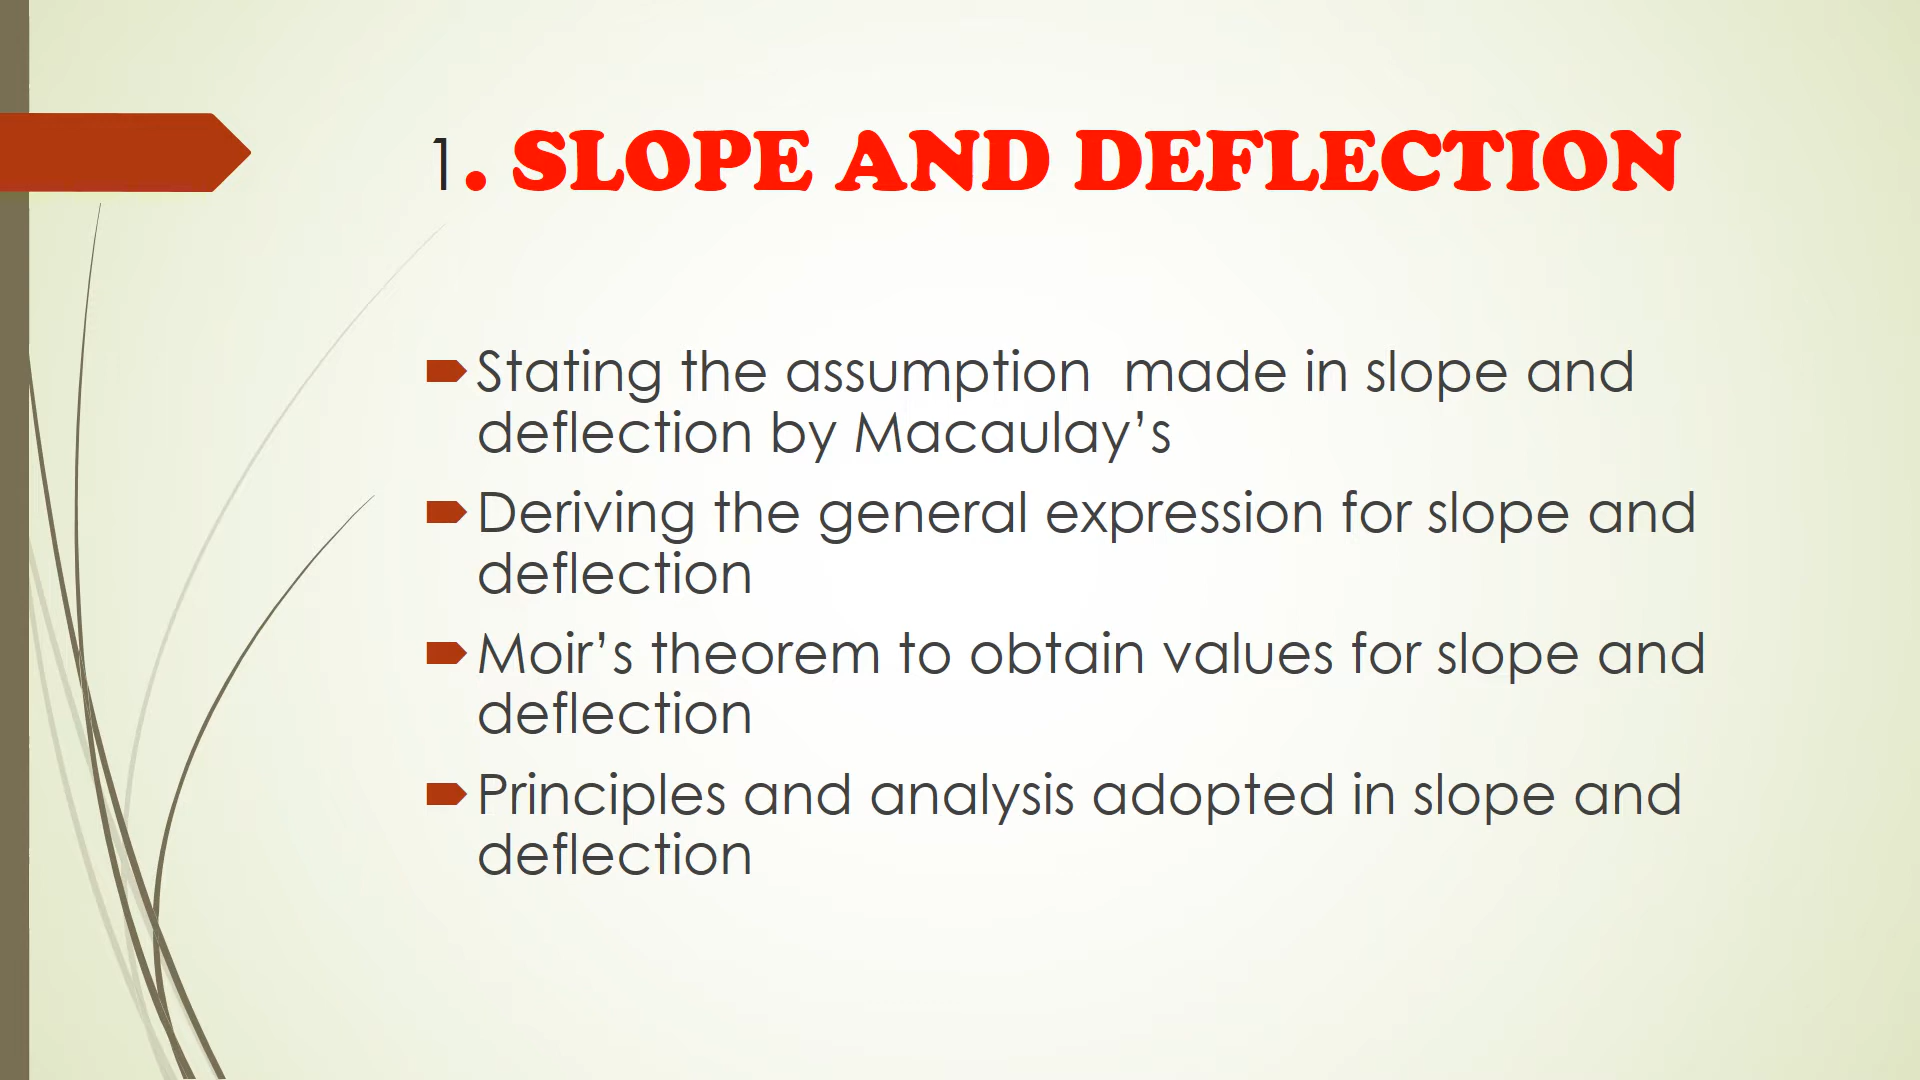 1. SLOPE AND DEFLECTION
Stating the assumption  made in slope and
deflection by Macaulay’s
Deriving the general expression for slope and
deflection
Moir’s theorem to obtain values for slope and
deflection
Principles and analysis adopted in slope and
deflection